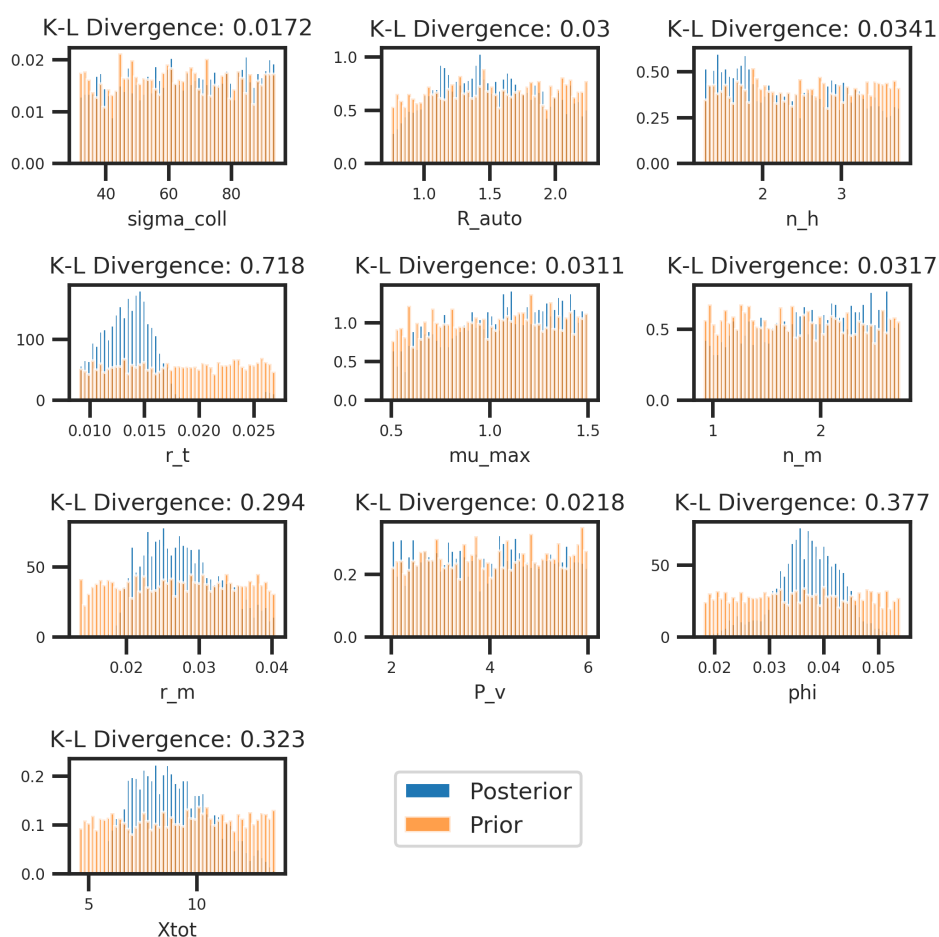 K-L Divergence: 0.0172
K-L Divergence: 0.03
K-L Divergence: 0.0341
0.02
0.01
0.00
40 60 80
sigma_coll
1.0
0.5
0.0
1.0 1.5 2.0
R_auto
0.50
0.25
0.00
2 3
n_h
K-L Divergence: 0.718
K-L Divergence: 0.0311
K-L Divergence: 0.0317
100
0
0.010 0.015 0.020 0.025
r_t
1.0
0.5
0.0
0.5 1.0 1.5
mu_max
0.5
0.0
1 2
n_m
K-L Divergence: 0.294
K-L Divergence: 0.0218
K-L Divergence: 0.377
50
0
0.02 0.03 0.04
r_m
0.2
0.0
2 4 6
P_v
50
0
0.02 0.03 0.04 0.05
phi
K-L Divergence: 0.323
0.2
0.1
0.0
5 10
Xtot
Posterior
Prior